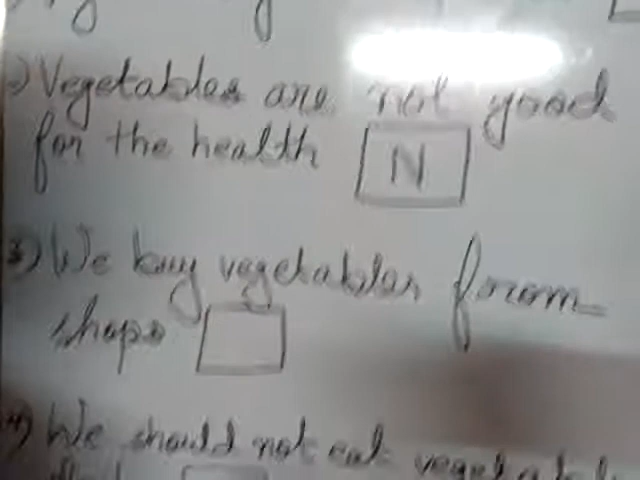 2) Vegetables are not good
for the health N
3) We buy vegetables from
shops
4) We should not eat